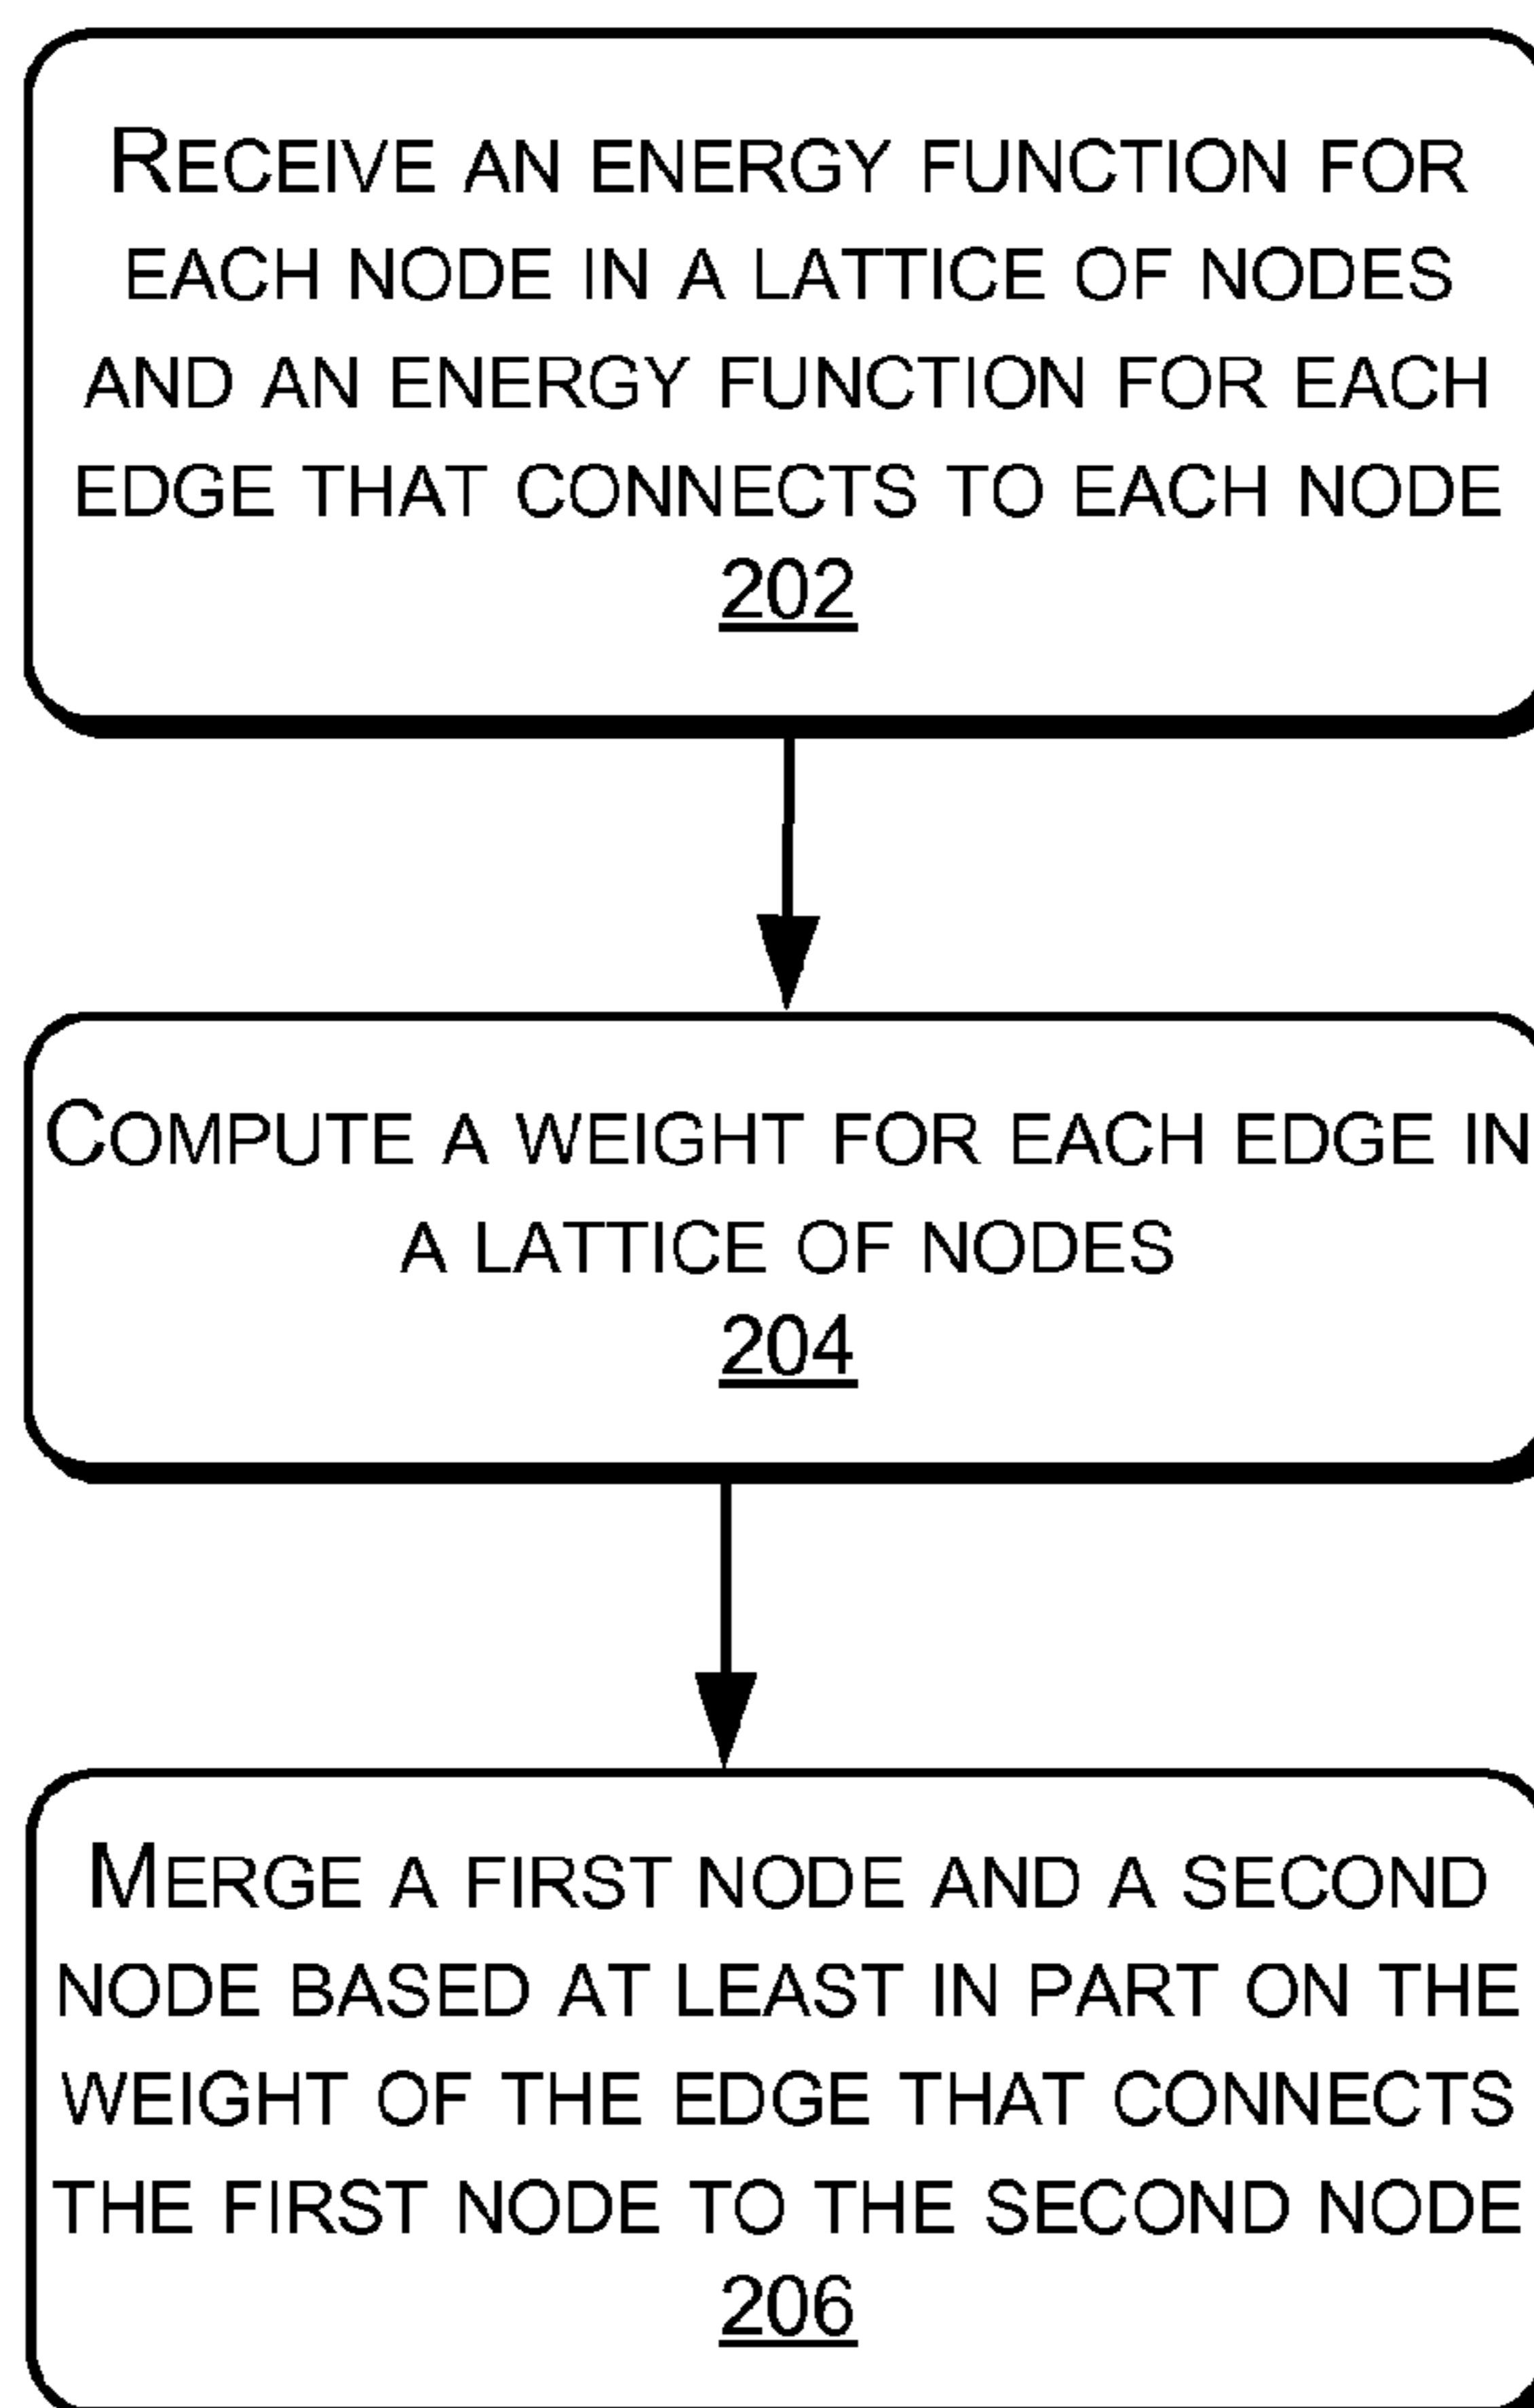 RECEIVE AN ENERGY FUNCTION FOR
EACH NODE IN A LATTICE OF NODES
AND AN ENERGY FUNCTION FOR EACH
EDGE THAT CONNECTS TO EACH NODE
202
COMPUTE A WEIGHT FOR EACH EDGE IN
A LATTICE OF NODES
204
MERGE A FIRST NODE AND A SECOND
NODE BASED AT LEAST IN PART ON THE
WEIGHT OF THE EDGE THAT CONNECTS
THE FIRST NODE TO THE SECOND NODE
206